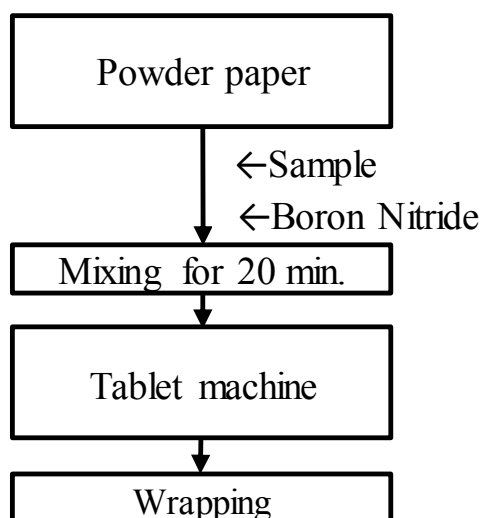 Powder paper
←Sample
←Boron Nitride
Mixing for 20 min.
Tablet machine
Wrapping